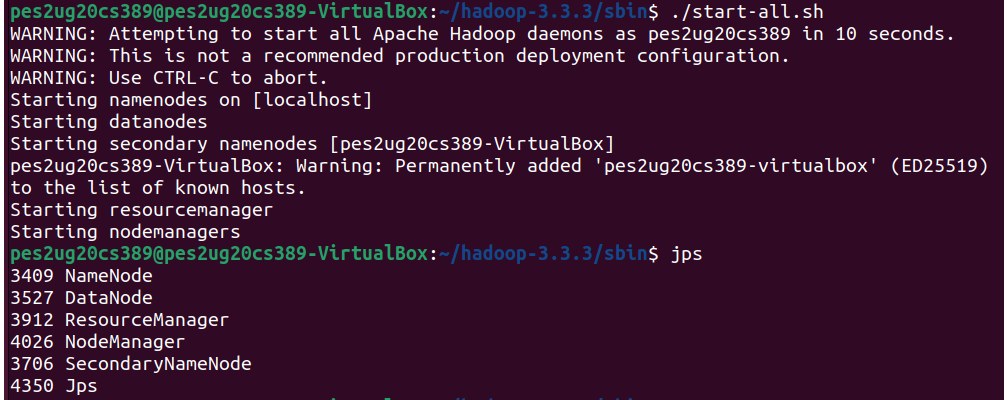 pes2ug20cs389@pes2ug20cs389-VirtualBox:~/hadoop-3.3.3/sbin$ ./start-all.sh
WARNING: Attempting to start all Apache Hadoop daemons as pes2ug20cs389 in 10 seconds.
WARNING: This is not a recommended production deployment configuration.
WARNING: Use CTRL-C to abort.
Starting namenodes on [localhost]
Starting datanodes
Starting secondary namenodes [pes2ug20cs389-VirtualBox]
pes2ug20cs389-VirtualBox: Warning: Permanently added 'pes2ug20cs389-virtualbox' (ED25519)
to the list of known hosts.
Starting resourcemanager
Starting nodemanagers
pes2ug20cs389@pes2ug20cs389-VirtualBox:~/hadoop-3.3.3/sbin$ jps
3409 NameNode
3527 DataNode
3912 ResourceManager
4026 NodeManager
3706 SecondaryNameNode
4350 Jps